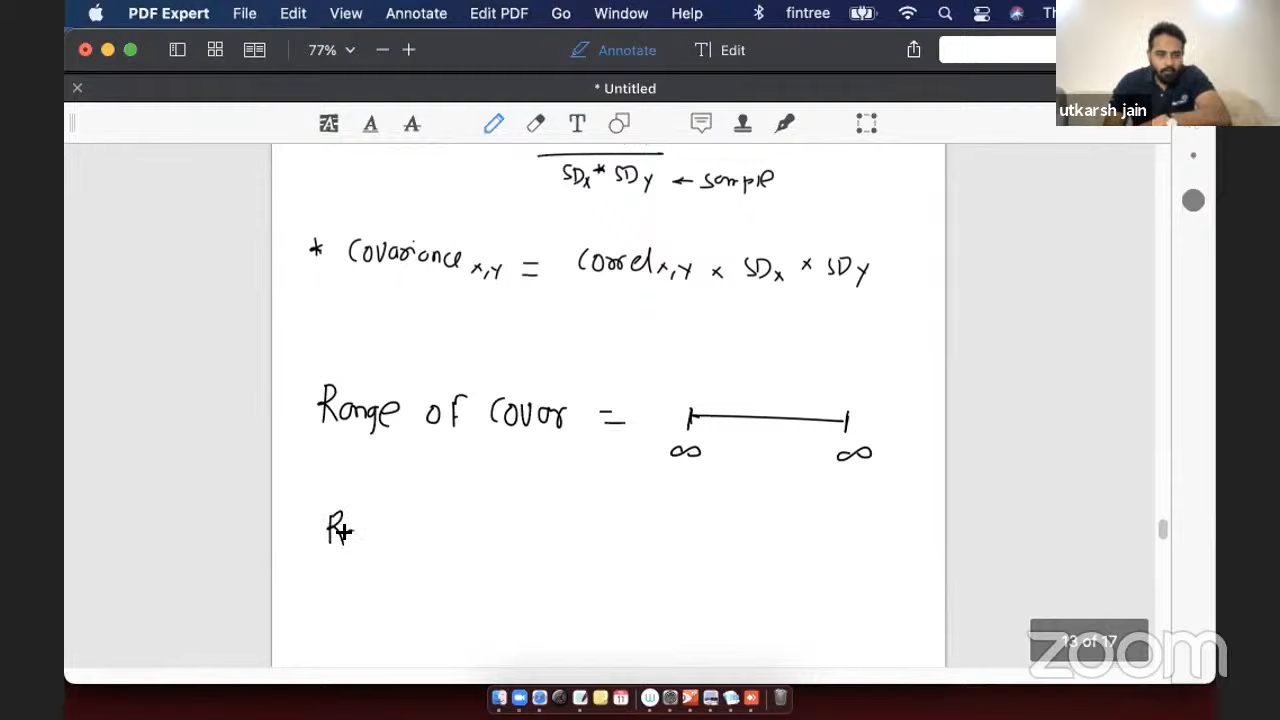 PDF Expert File Edit View Annotate Edit PDF Go Window Help fintree Th
77% Annotate Edit
* Untitled
utkarsh jain
SDx * SDy ← sample
* Covariance x,y = Correl x,y × SDx × SDy
Range of Covar =
∞ ∞
R
13 of 17
zoom